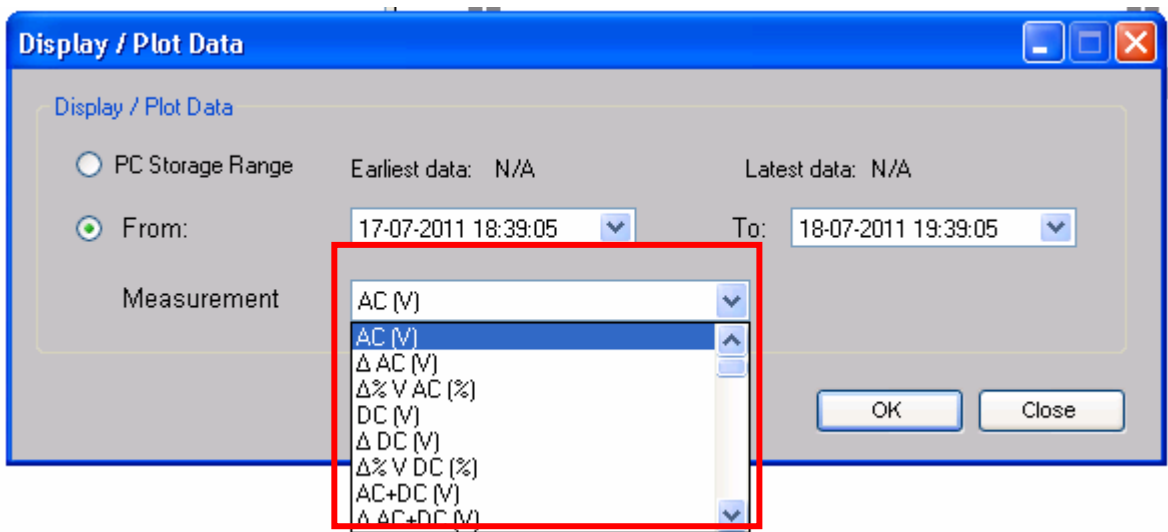 Display / Plot Data
Display / Plot Data
PC Storage Range Earliest data: N/A Latest data: N/A
From: 17-07-2011 18:39:05 To: 18-07-2011 19:39:05
Measurement AC (V)
AC (V)
Δ AC (V)
Δ% V AC (%)
DC (V)
Δ DC (V)
OK Close
Δ% V DC (%)
AC+DC (V)
Δ AC+DC (V)